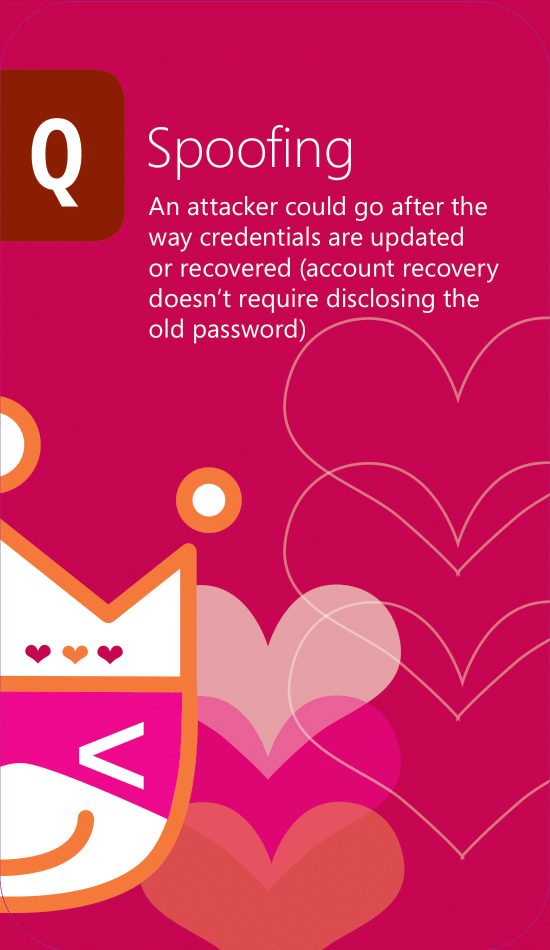 Q
Spoofing
An attacker could go after the
way credentials are updated
or recovered (account recovery
doesn’t require disclosing the
old password)